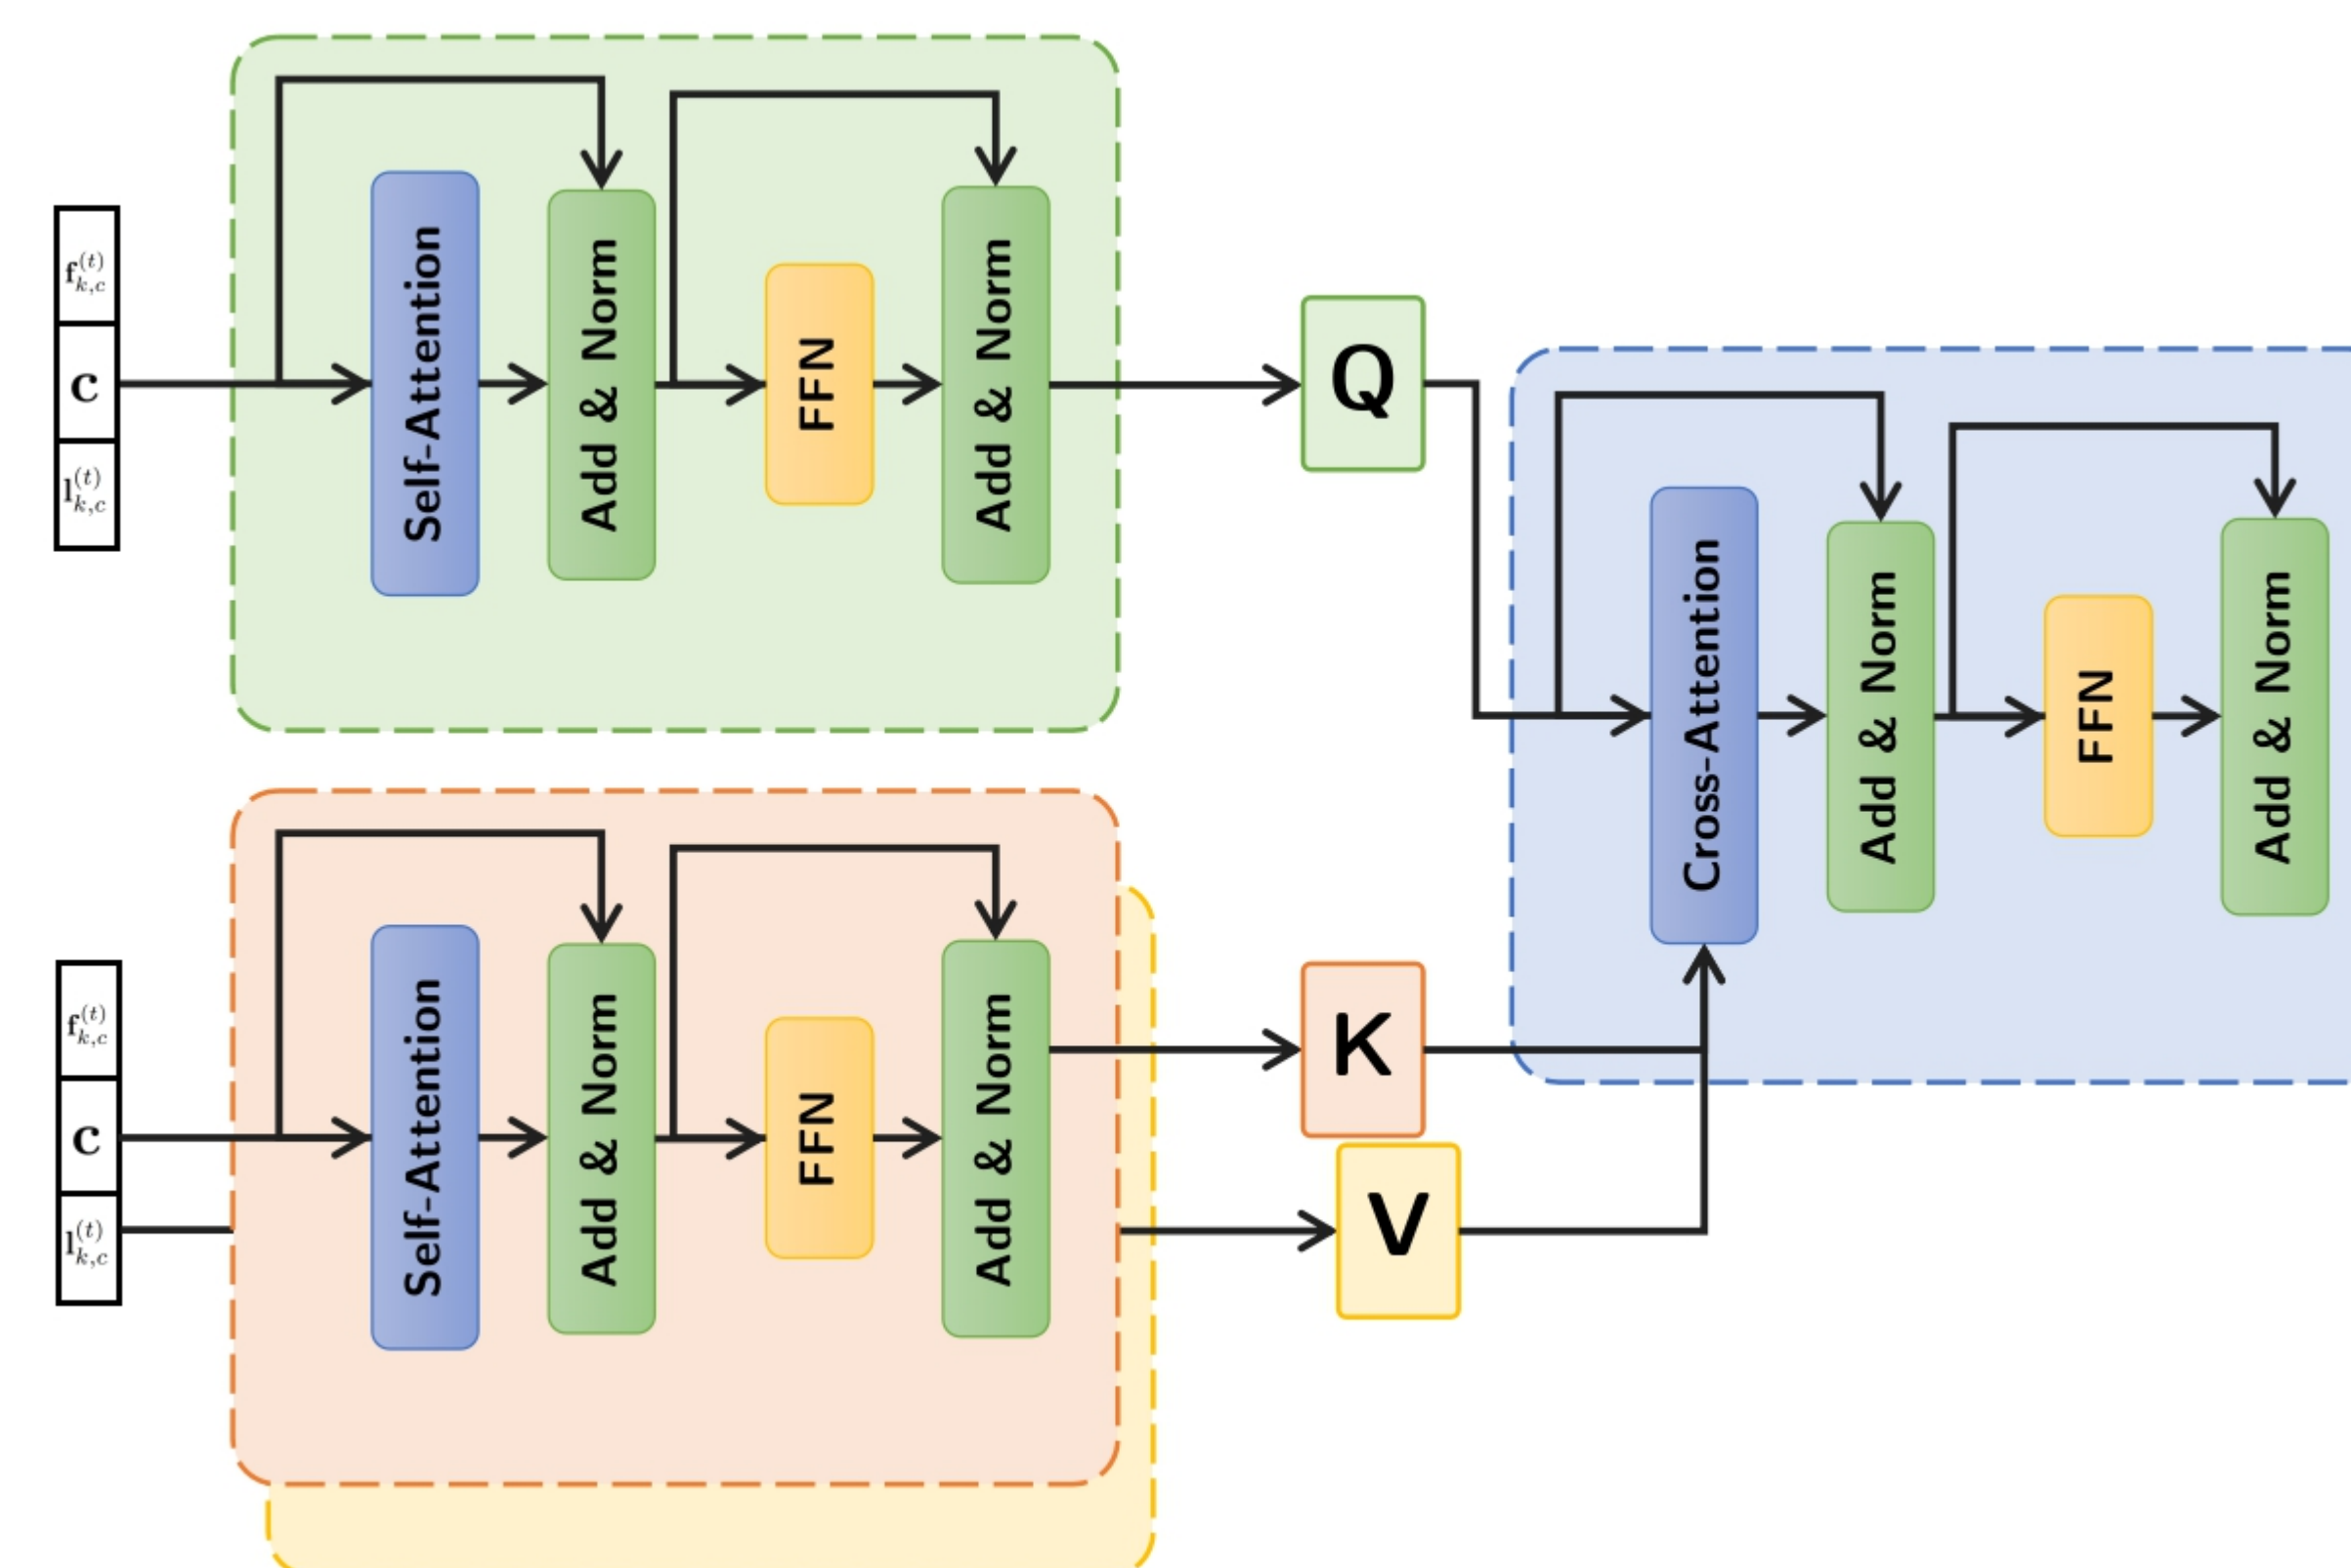 f_{k,c}^{(t)}
c
l_{k,c}^{(t)}
Self-Attention
Add & Norm
FFN
Add & Norm
Q
Cross-Attention
Add & Norm
FFN
Add & Norm
f_{k,c}^{(t)}
c
l_{k,c}^{(t)}
Self-Attention
Add & Norm
FFN
Add & Norm
K
V